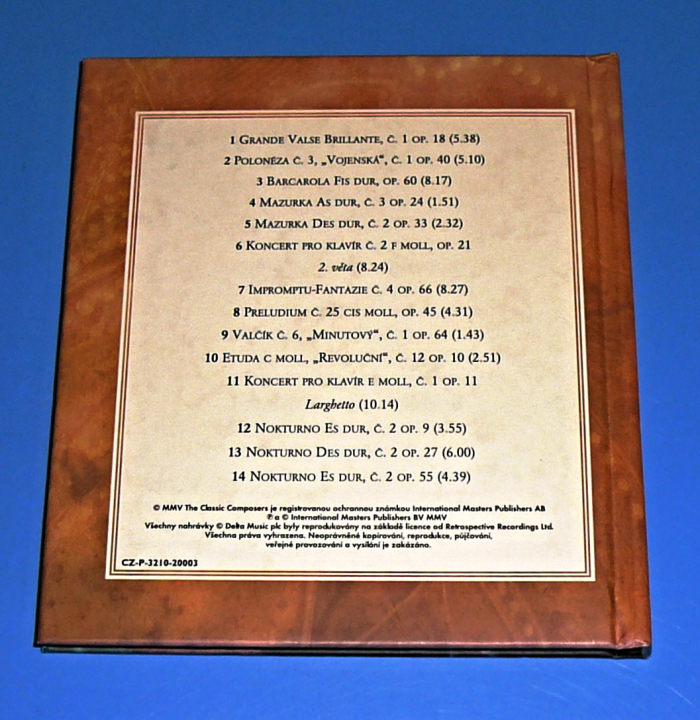 1 Grande Valse Brillante, č. 1 op. 18 (5.38)
2 Polonéza č. 3, „Vojenská“, č. 1 op. 40 (5.10)
3 Barcarola Fis dur, op. 60 (8.17)
4 Mazurka As dur, č. 3 op. 24 (1.51)
5 Mazurka Des dur, č. 2 op. 33 (2.32)
6 Koncert pro klavír č. 2 f moll, op. 21
2. věta (8.24)
7 Impromptu-Fantazie č. 4 op. 66 (8.27)
8 Preludium č. 25 cis moll, op. 45 (4.31)
9 Valčík č. 6, „Minutový“, č. 1 op. 64 (1.43)
10 Etuda c moll, „Revoluční“, č. 12 op. 10 (2.51)
11 Koncert pro klavír e moll, č. 1 op. 11
Larghetto (10.14)
12 Nokturno Es dur, č. 2 op. 9 (3.55)
13 Nokturno Des dur, č. 2 op. 27 (6.00)
14 Nokturno Es dur, č. 2 op. 55 (4.39)
© MMV The Classic Composers je registrovanou ochrannou známkou International Masters Publishers AB
℗ a © International Masters Publishers BV MMV
Všechny nahrávky © Delta Music plc byly reprodukovány na základě licence od Retrospective Recordings Ltd.
Všechna práva vyhrazena. Neoprávněné kopírování, reprodukce, půjčování,
veřejné provozování a vysílání je zakázáno.
CZ-P-3210-20003